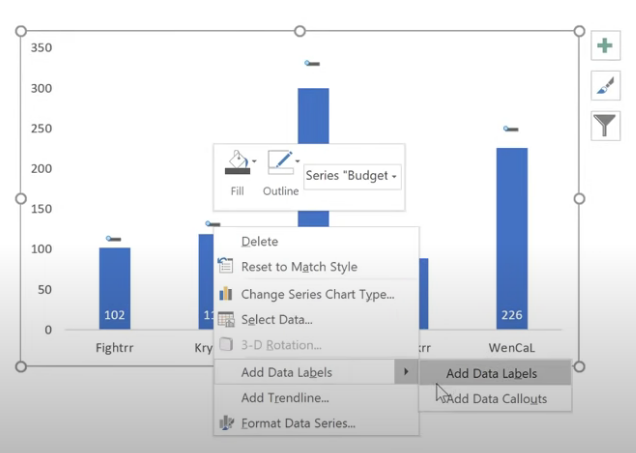 350
300
250
200
150
100
50
0
Fill
Outline
Series "Budget
Delete
Reset to Match Style
Change Series Chart Type...
Select Data...
3-D Rotation...
Add Data Labels
Add Trendline...
Format Data Series...
Add Data Labels
Add Data Callouts
102
226
Fightrr
WenCaL